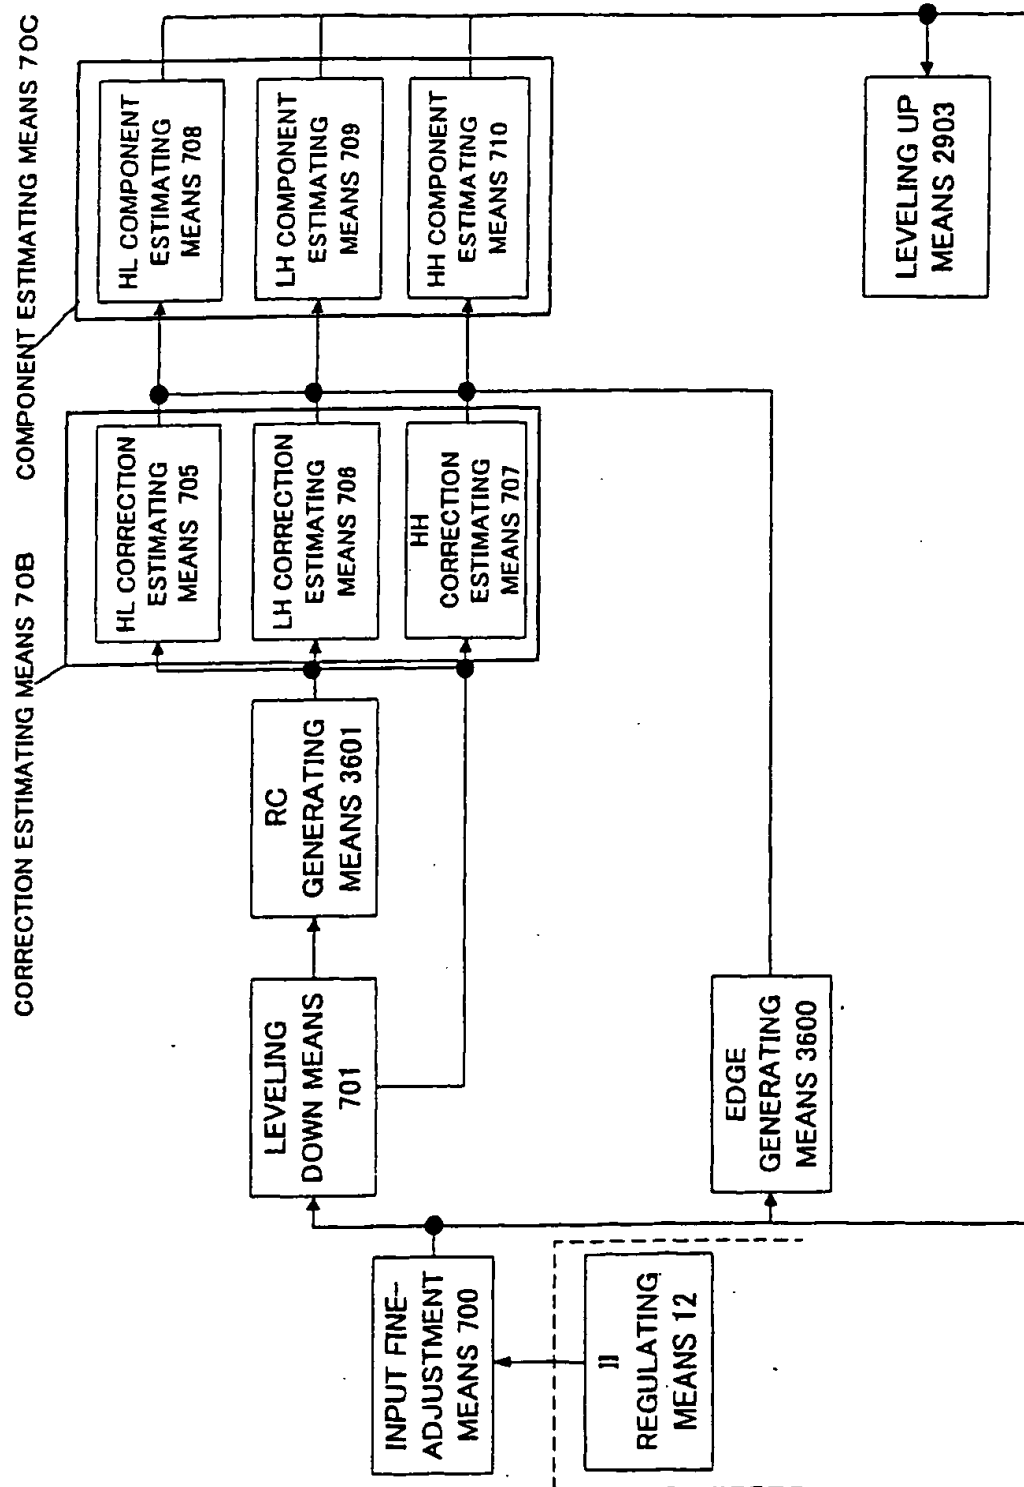 CORRECTION ESTIMATING MEANS 70B
COMPONENT ESTIMATING MEANS 70C
HL CORRECTION
ESTIMATING
MEANS 705
HL COMPONENT
ESTIMATING
MEANS 708
LEVELING
DOWN MEANS
701
RC
GENERATING
MEANS 3601
LH CORRECTION
ESTIMATING
MEANS 706
LH COMPONENT
ESTIMATING
MEANS 709
INPUT FINE-
ADJUSTMENT
MEANS 700
HH
CORRECTION
ESTIMATING
MEANS 707
HH COMPONENT
ESTIMATING
MEANS 710
II
REGULATING
MEANS 12
EDGE
GENERATING
MEANS 3600
LEVELING UP
MEANS 2903